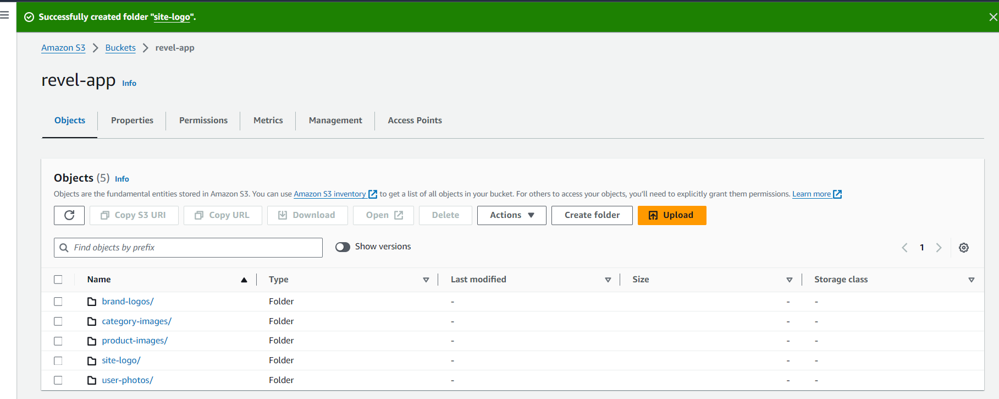 Successfully created folder "site-logo".
Amazon S3 > Buckets > revel-app
revel-app Info
Objects Properties Permissions Metrics Management Access Points
Objects (5) Info
Objects are the fundamental entities stored in Amazon S3. You can use Amazon S3 inventory to get a list of all objects in your bucket. For others to access your objects, you'll need to explicitly grant them permissions. Learn more
Copy S3 URI Copy URL Download Open Delete Actions Create folder Upload
Find objects by prefix Show versions 1
Name Type Last modified Size Storage class
brand-logos/ Folder - - -
category-images/ Folder - - -
product-images/ Folder - - -
site-logo/ Folder - - -
user-photos/ Folder - - -